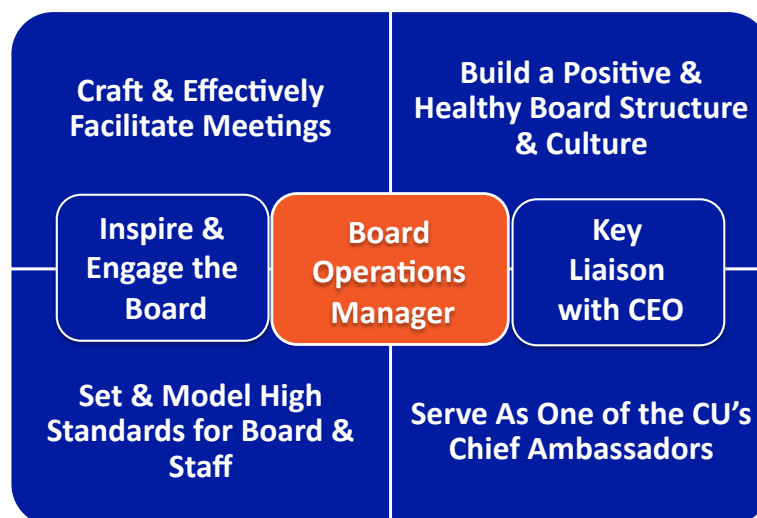 Craft & Effectively
Facilitate Meetings
Build a Positive &
Healthy Board Structure
& Culture
Inspire &
Engage the
Board
Board
Operations
Manager
Key
Liaison
with CEO
Set & Model High
Standards for Board &
Staff
Serve As One of the CU's
Chief Ambassadors